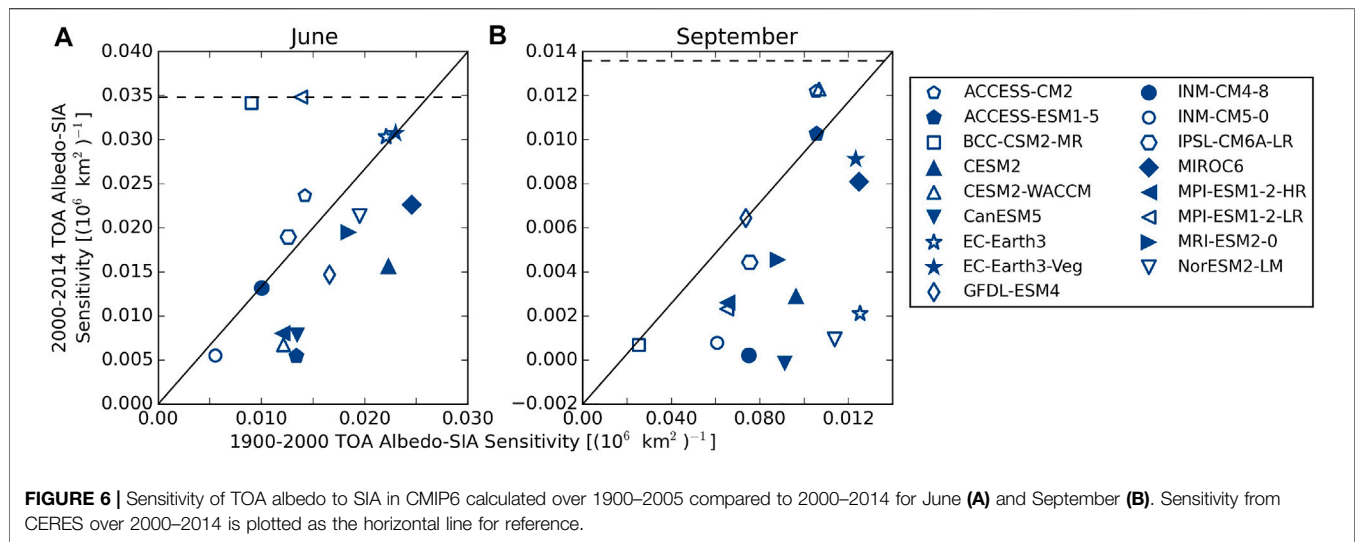 A
June
0.040
0.035
0.030
0.025
0.020
0.015
0.010
0.005
0.000
0.000 0.010 0.020 0.030
2000-2014 TOA Albedo-SIA
Sensitivity [(10⁶ km²)⁻¹]
B
September
0.014
0.012
0.010
0.008
0.006
0.004
0.002
0.000
−0.002
0.00 0.040 0.080 0.012
1900-2000 TOA Albedo-SIA Sensitivity [(10⁶ km²)⁻¹]
ACCESS-CM2
ACCESS-ESM1-5
BCC-CSM2-MR
CESM2
CESM2-WACCM
CanESM5
EC-Earth3
EC-Earth3-Veg
GFDL-ESM4
INM-CM4-8
INM-CM5-0
IPSL-CM6A-LR
MIROC6
MPI-ESM1-2-HR
MPI-ESM1-2-LR
MRI-ESM2-0
NorESM2-LM
FIGURE 6 | Sensitivity of TOA albedo to SIA in CMIP6 calculated over 1900–2005 compared to 2000–2014 for June (A) and September (B). Sensitivity from
CERES over 2000–2014 is plotted as the horizontal line for reference.